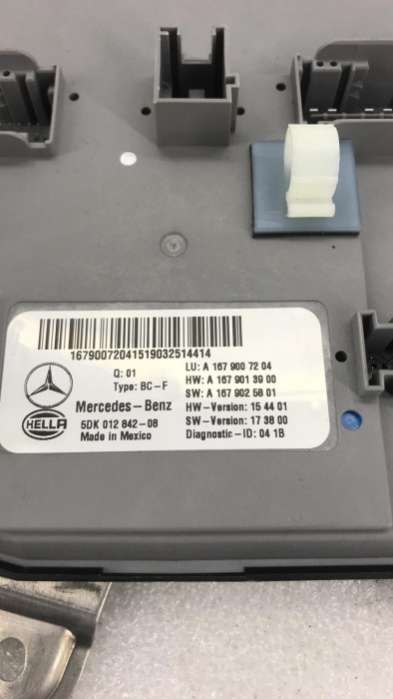 16790072041519032514414
Q: 01
Type: BC-F
Mercedes-Benz
HELLA
5DK 012 842-08
Made in Mexico
LU: A 167 900 72 04
HW: A 167 901 39 00
SW: A 167 902 58 01
HW-Version: 15 44 01
SW-Version: 17 38 00
Diagnostic-ID: 04 1B